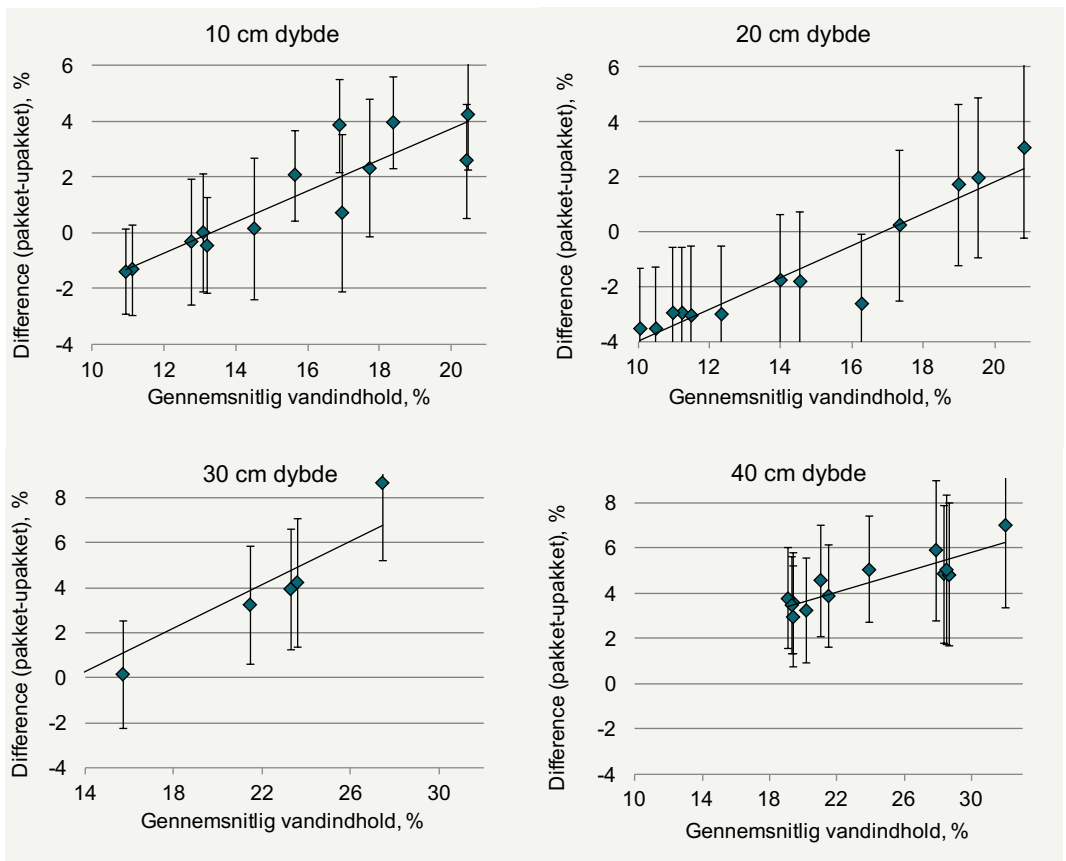 10 cm dybde
Difference (pakket-upakket), %
6
4
2
0
-2
-4
10 12 14 16 18 20
Gennemsnitlig vandindhold, %
20 cm dybde
Difference (pakket-upakket), %
6
4
2
0
-2
-4
10 12 14 16 18 20
Gennemsnitlig vandindhold, %
30 cm dybde
Difference (pakket-upakket), %
8
6
4
2
0
-2
-4
14 18 22 26 30
Gennemsnitlig vandindhold, %
40 cm dybde
Difference (pakket-upakket), %
8
6
4
2
0
-2
-4
10 14 18 22 26 30
Gennemsnitlig vandindhold, %